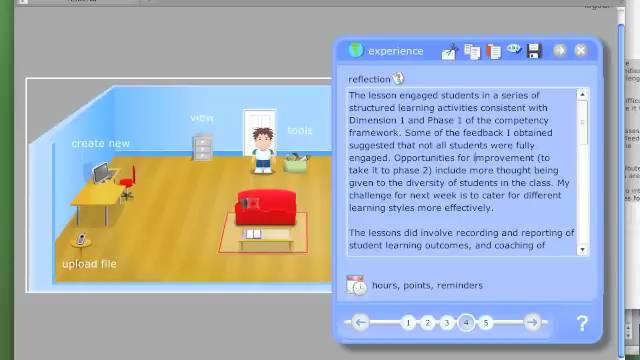 experience
reflection
The lesson engaged students in a series of
structured learning activities consistent with
Dimension 1 and Phase 1 of the competency
framework. Some of the feedback I obtained
suggested that not all students were fully
engaged. Opportunities for improvement (to
take it to phase 2) include more thought being
given to the diversity of students in the class. My
challenge for next week is to cater for different
learning styles more effectively.
The lessons did involve recording and reporting of
student learning outcomes, and coaching of
view
create new
tools
upload file
hours, points, reminders
1 2 3 4 5 ?